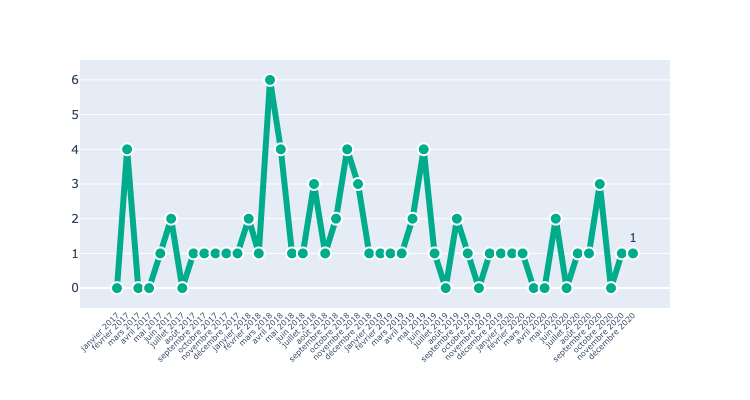 6
5
4
3
2
1
0
1
janvier 2017
février 2017
mars 2017
avril 2017
mai 2017
juin 2017
juillet 2017
août 2017
septembre 2017
octobre 2017
novembre 2017
décembre 2017
janvier 2018
février 2018
mars 2018
avril 2018
mai 2018
juin 2018
juillet 2018
août 2018
septembre 2018
octobre 2018
novembre 2018
décembre 2018
janvier 2019
février 2019
mars 2019
avril 2019
mai 2019
juin 2019
juillet 2019
août 2019
septembre 2019
octobre 2019
novembre 2019
décembre 2019
janvier 2020
février 2020
mars 2020
avril 2020
mai 2020
juin 2020
juillet 2020
août 2020
septembre 2020
octobre 2020
novembre 2020
décembre 2020